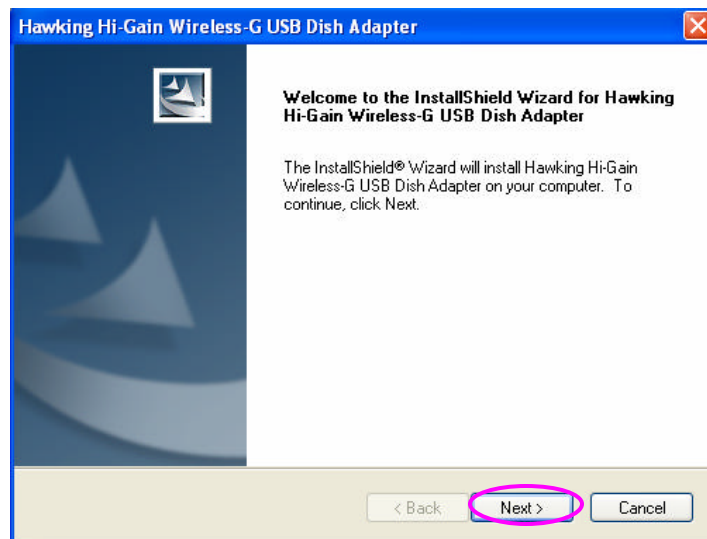 Hawking Hi-Gain Wireless-G USB Dish Adapter
Welcome to the InstallShield Wizard for Hawking
Hi-Gain Wireless-G USB Dish Adapter
The InstallShield® Wizard will install Hawking Hi-Gain
Wireless-G USB Dish Adapter on your computer. To
continue, click Next.
< Back
Next >
Cancel